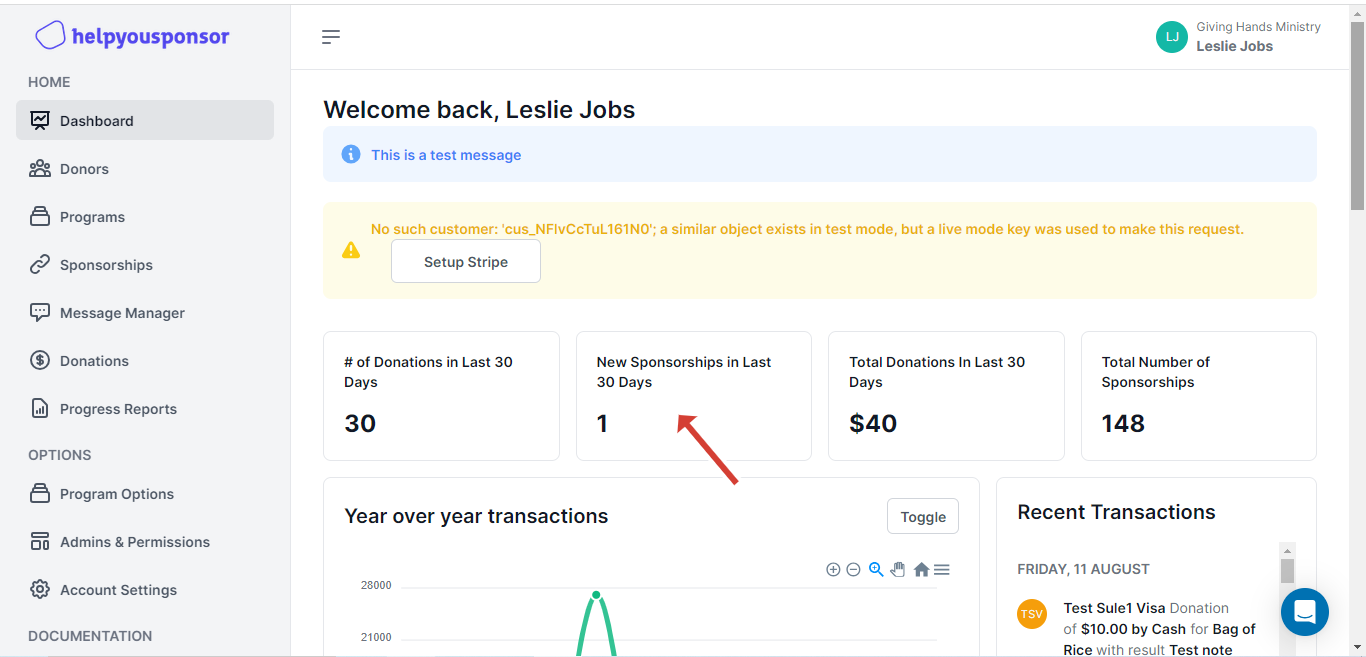 helpyousponsor
HOME
Dashboard
Donors
Programs
Sponsorships
Message Manager
Donations
Progress Reports
OPTIONS
Program Options
Admins & Permissions
Account Settings
DOCUMENTATION
LJ
Giving Hands Ministry
Leslie Jobs
Welcome back, Leslie Jobs
This is a test message
No such customer: 'cus_NFlvCcTuL161N0'; a similar object exists in test mode, but a live mode key was used to make this request.
Setup Stripe
# of Donations in Last 30
Days
30
New Sponsorships in Last
30 Days
1
Total Donations In Last 30
Days
$40
Total Number of
Sponsorships
148
Year over year transactions
Toggle
28000
21000
Recent Transactions
FRIDAY, 11 AUGUST
TSV
Test Sule1 Visa Donation
of $10.00 by Cash for Bag of
Rice with result Test note